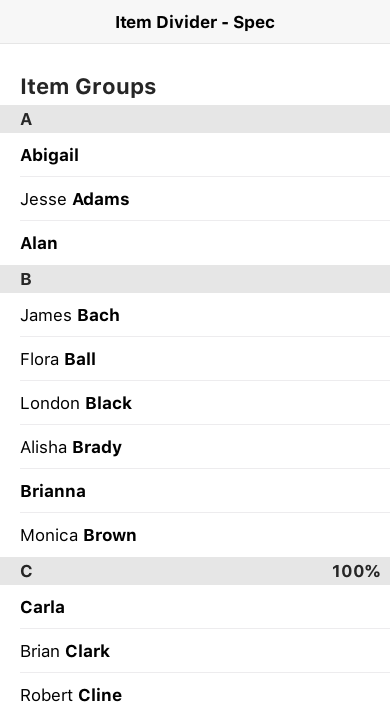 Item Divider - Spec
Item Groups
A
Abigail
Jesse Adams
Alan
B
James Bach
Flora Ball
London Black
Alisha Brady
Brianna
Monica Brown
C 100%
Carla
Brian Clark
Robert Cline